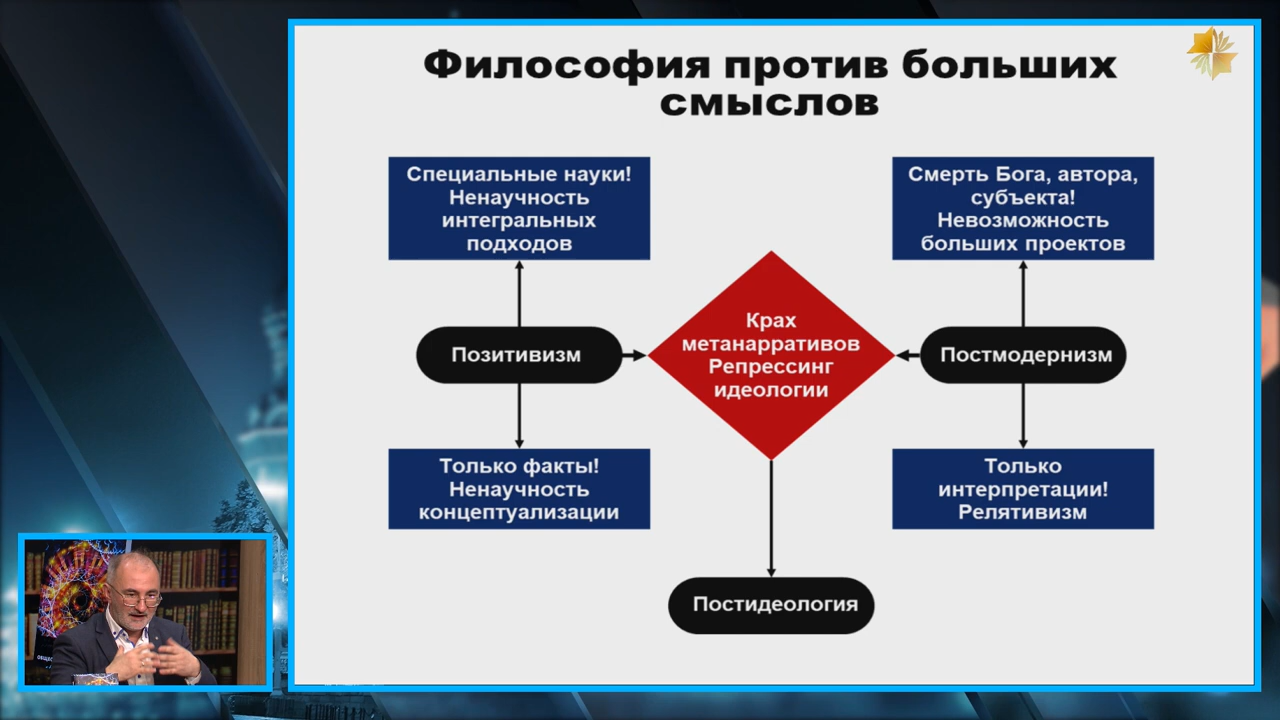 Философия против больших
смыслов
Специальные науки!
Ненаучность
интегральных
подходов
Смерть Бога, автора,
субъекта!
Невозможность
больших проектов
Позитивизм
Крах
метанарративов
Репрессинг
идеологии
Постмодернизм
Только факты!
Ненаучность
концептуализации
Только
интерпретации!
Релятивизм
Постидеология